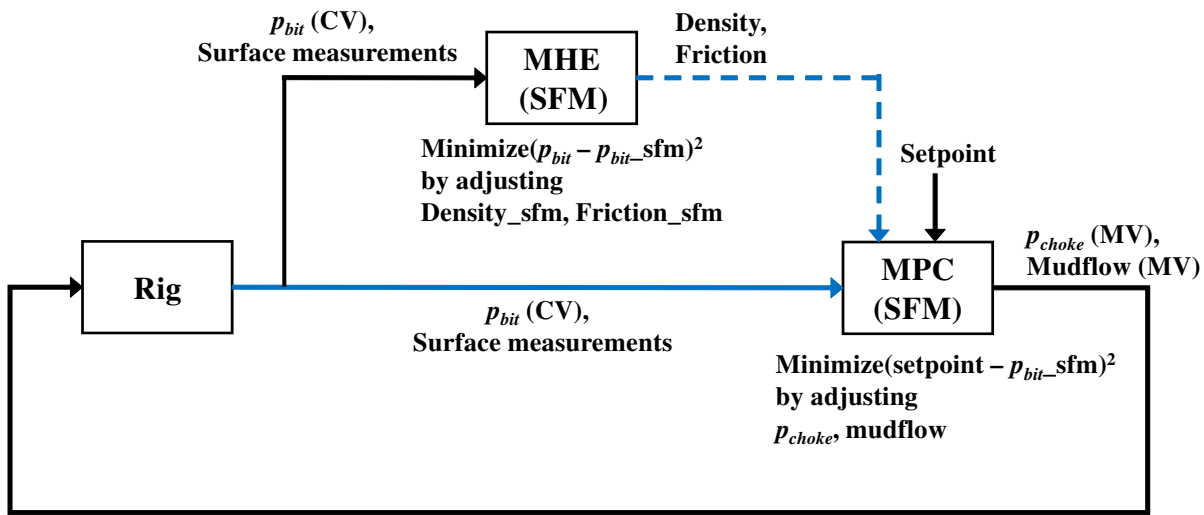 p_bit (CV),
Surface measurements
MHE
(SFM)
Density,
Friction
Minimize(p_bit – p_bit_sfm)²
by adjusting
Density_sfm, Friction_sfm
Setpoint
Rig
p_bit (CV),
Surface measurements
MPC
(SFM)
p_choke (MV),
Mudflow (MV)
Minimize(setpoint – p_bit_sfm)²
by adjusting
p_choke, mudflow